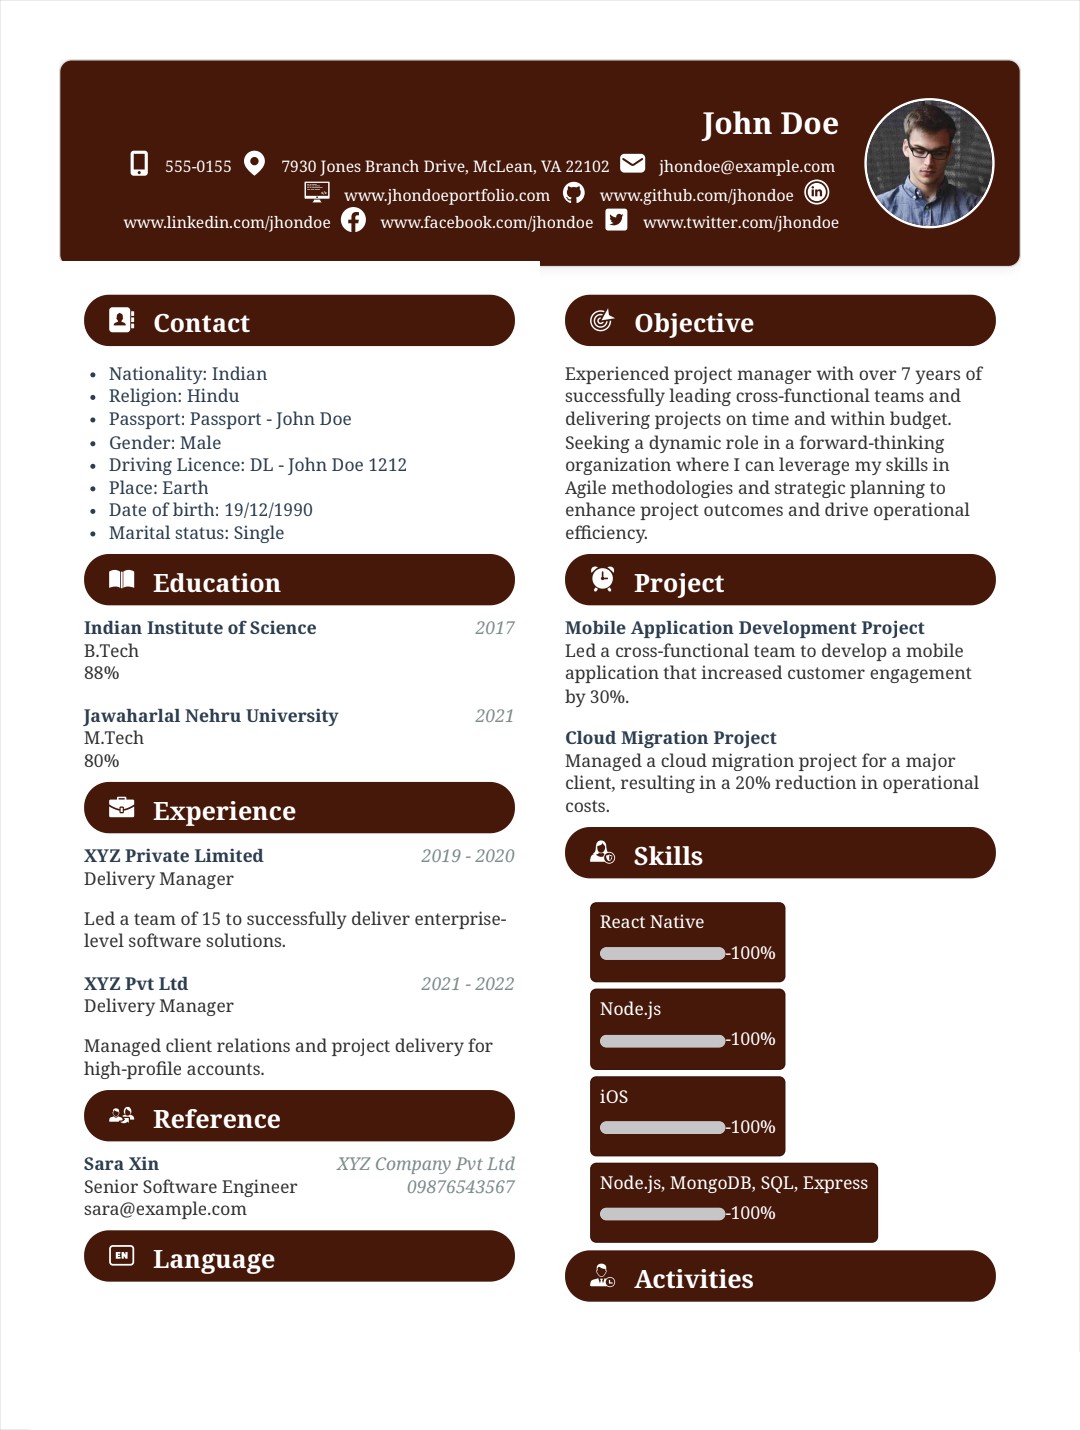 John Doe
555-0155 7930 Jones Branch Drive, McLean, VA 22102 jhondoe@example.com
www.jhondoeportfolio.com www.github.com/jhondoe
www.linkedin.com/jhondoe www.facebook.com/jhondoe www.twitter.com/jhondoe
Contact
• Nationality: Indian
• Religion: Hindu
• Passport: Passport - John Doe
• Gender: Male
• Driving Licence: DL - John Doe 1212
• Place: Earth
• Date of birth: 19/12/1990
• Marital status: Single
Education
Indian Institute of Science 2017
B.Tech
88%
Jawaharlal Nehru University 2021
M.Tech
80%
Experience
XYZ Private Limited 2019 - 2020
Delivery Manager
Led a team of 15 to successfully deliver enterprise-
level software solutions.
XYZ Pvt Ltd 2021 - 2022
Delivery Manager
Managed client relations and project delivery for
high-profile accounts.
Reference
Sara Xin XYZ Company Pvt Ltd
Senior Software Engineer 09876543567
sara@example.com
EN Language
Objective
Experienced project manager with over 7 years of
successfully leading cross-functional teams and
delivering projects on time and within budget.
Seeking a dynamic role in a forward-thinking
organization where I can leverage my skills in
Agile methodologies and strategic planning to
enhance project outcomes and drive operational
efficiency.
Project
Mobile Application Development Project
Led a cross-functional team to develop a mobile
application that increased customer engagement
by 30%.
Cloud Migration Project
Managed a cloud migration project for a major
client, resulting in a 20% reduction in operational
costs.
Skills
React Native
-100%
Node.js
-100%
iOS
-100%
Node.js, MongoDB, SQL, Express
-100%
Activities